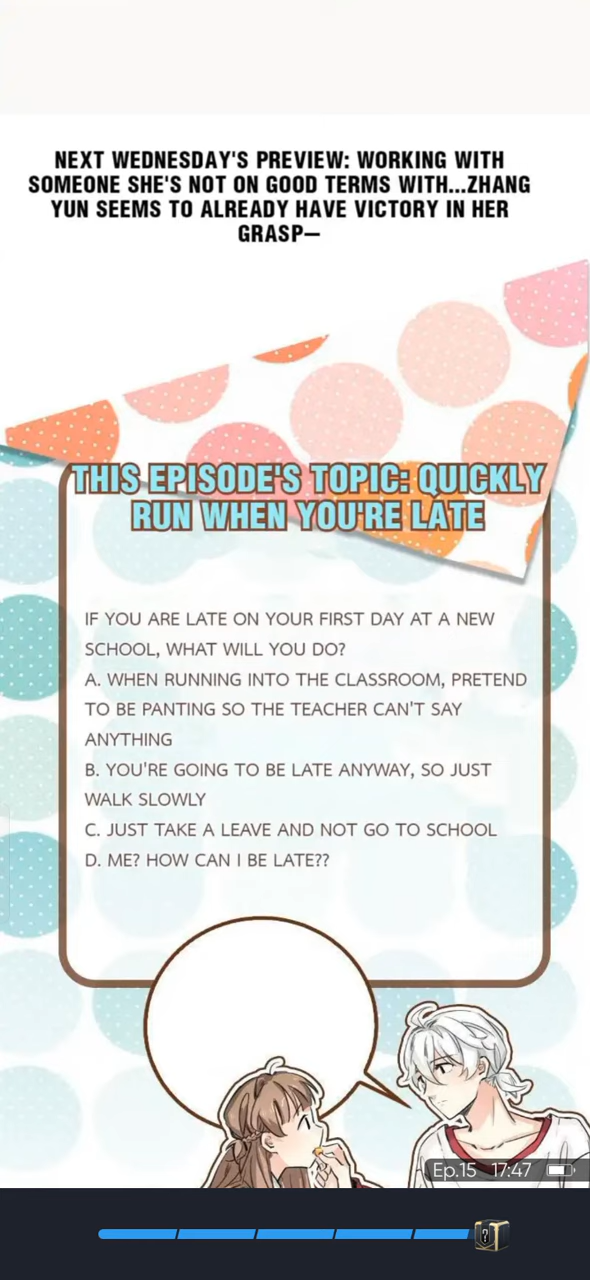 NEXT WEDNESDAY'S PREVIEW: WORKING WITH
SOMEONE SHE'S NOT ON GOOD TERMS WITH...ZHANG
YUN SEEMS TO ALREADY HAVE VICTORY IN HER
GRASP—
THIS EPISODE'S TOPIC: QUICKLY
RUN WHEN YOU'RE LATE
IF YOU ARE LATE ON YOUR FIRST DAY AT A NEW
SCHOOL, WHAT WILL YOU DO?
A. WHEN RUNNING INTO THE CLASSROOM, PRETEND
TO BE PANTING SO THE TEACHER CAN'T SAY
ANYTHING
B. YOU'RE GOING TO BE LATE ANYWAY, SO JUST
WALK SLOWLY
C. JUST TAKE A LEAVE AND NOT GO TO SCHOOL
D. ME? HOW CAN I BE LATE??
Ep.15 17:47
?